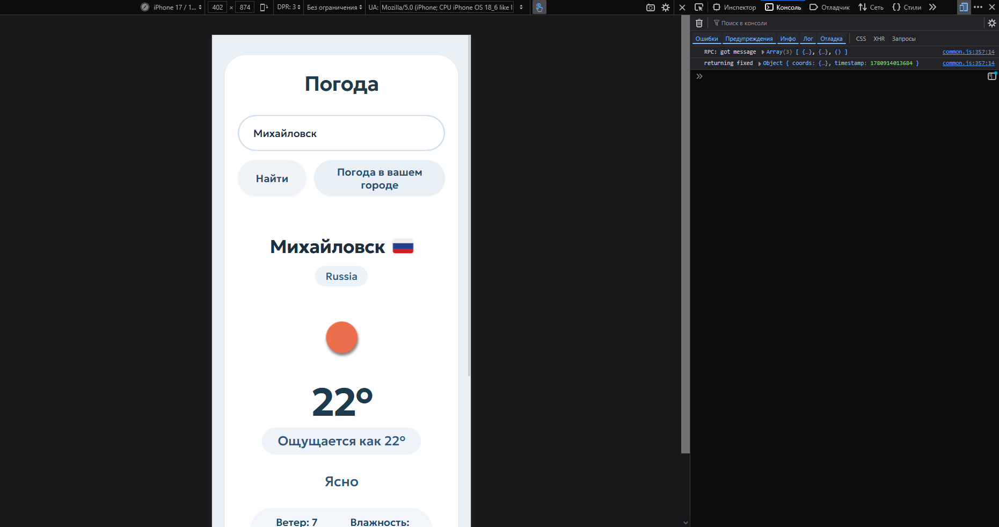 iPhone 17 / 1... 402 × 874 DPR: 3 Без ограничения UA: Mozilla/5.0 (iPhone; CPU iPhone OS 18_6 like
Инспектор Консоль Отладчик Сеть Стили
Поиск в консоли
Ошибки Предупреждения Инфо Лог Отладка CSS XHR Запросы
RPC: got message Array(3) [ {…}, {…}, () ] common.js:357:14
returning fixed Object { coords: {…}, timestamp: 1780914013684 } common.js:357:14
Погода
Михайловск
Найти
Погода в вашем
городе
Михайловск
Russia
22°
Ощущается как 22°
Ясно
Ветер: 7 Влажность: